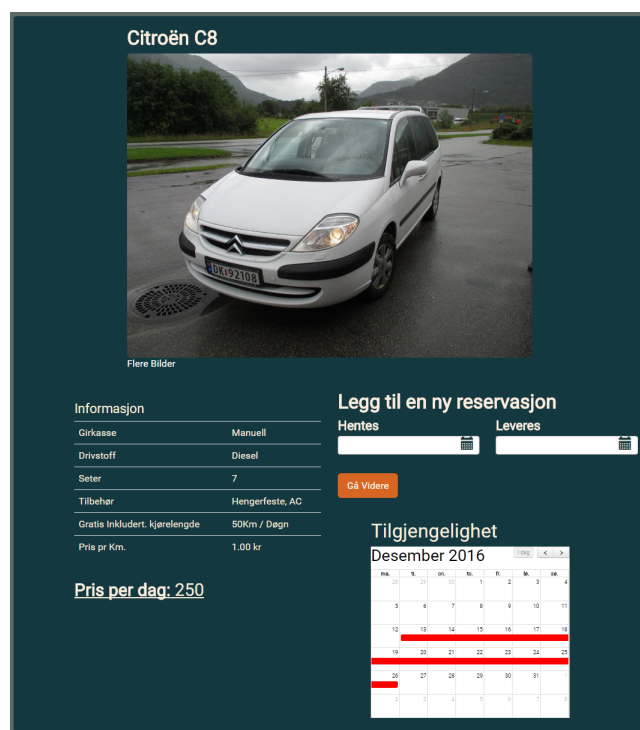 Citroën C8
DK 92108
Flere Bilder
Informasjon
Girkasse Manuell
Drivstoff Diesel
Seter 7
Tilbehør Hengerfeste, AC
Gratis Inkludert. kjørelengde 50Km / Døgn
Pris pr Km. 1.00 kr
Pris per dag: 250
Legg til en ny reservasjon
Hentes Leveres
Gå Videre
Tilgjengelighet
Desember 2016 I dag < >
ma. ti. on. to. fr. lø. sø.
28 29 30 1 2 3 4
5 6 7 8 9 10 11
12 13 14 15 16 17 18
19 20 21 22 23 24 25
26 27 28 29 30 31 1
2 3 4 5 6 7 8